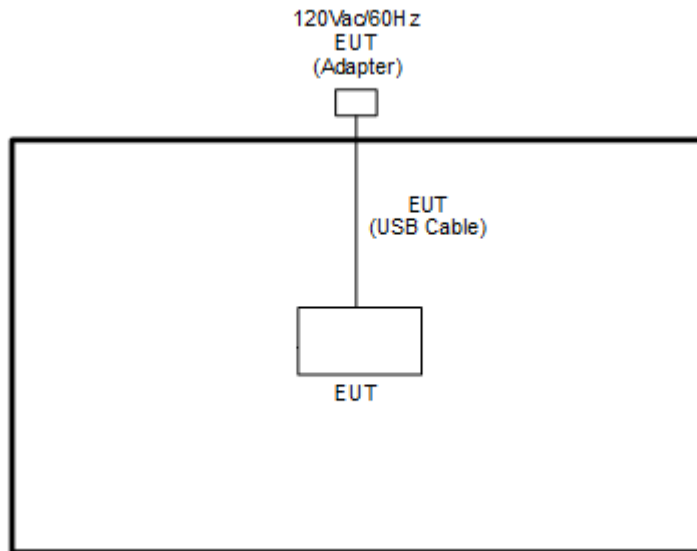 120Vac/60Hz
EUT
(Adapter)
EUT
(USB Cable)
EUT